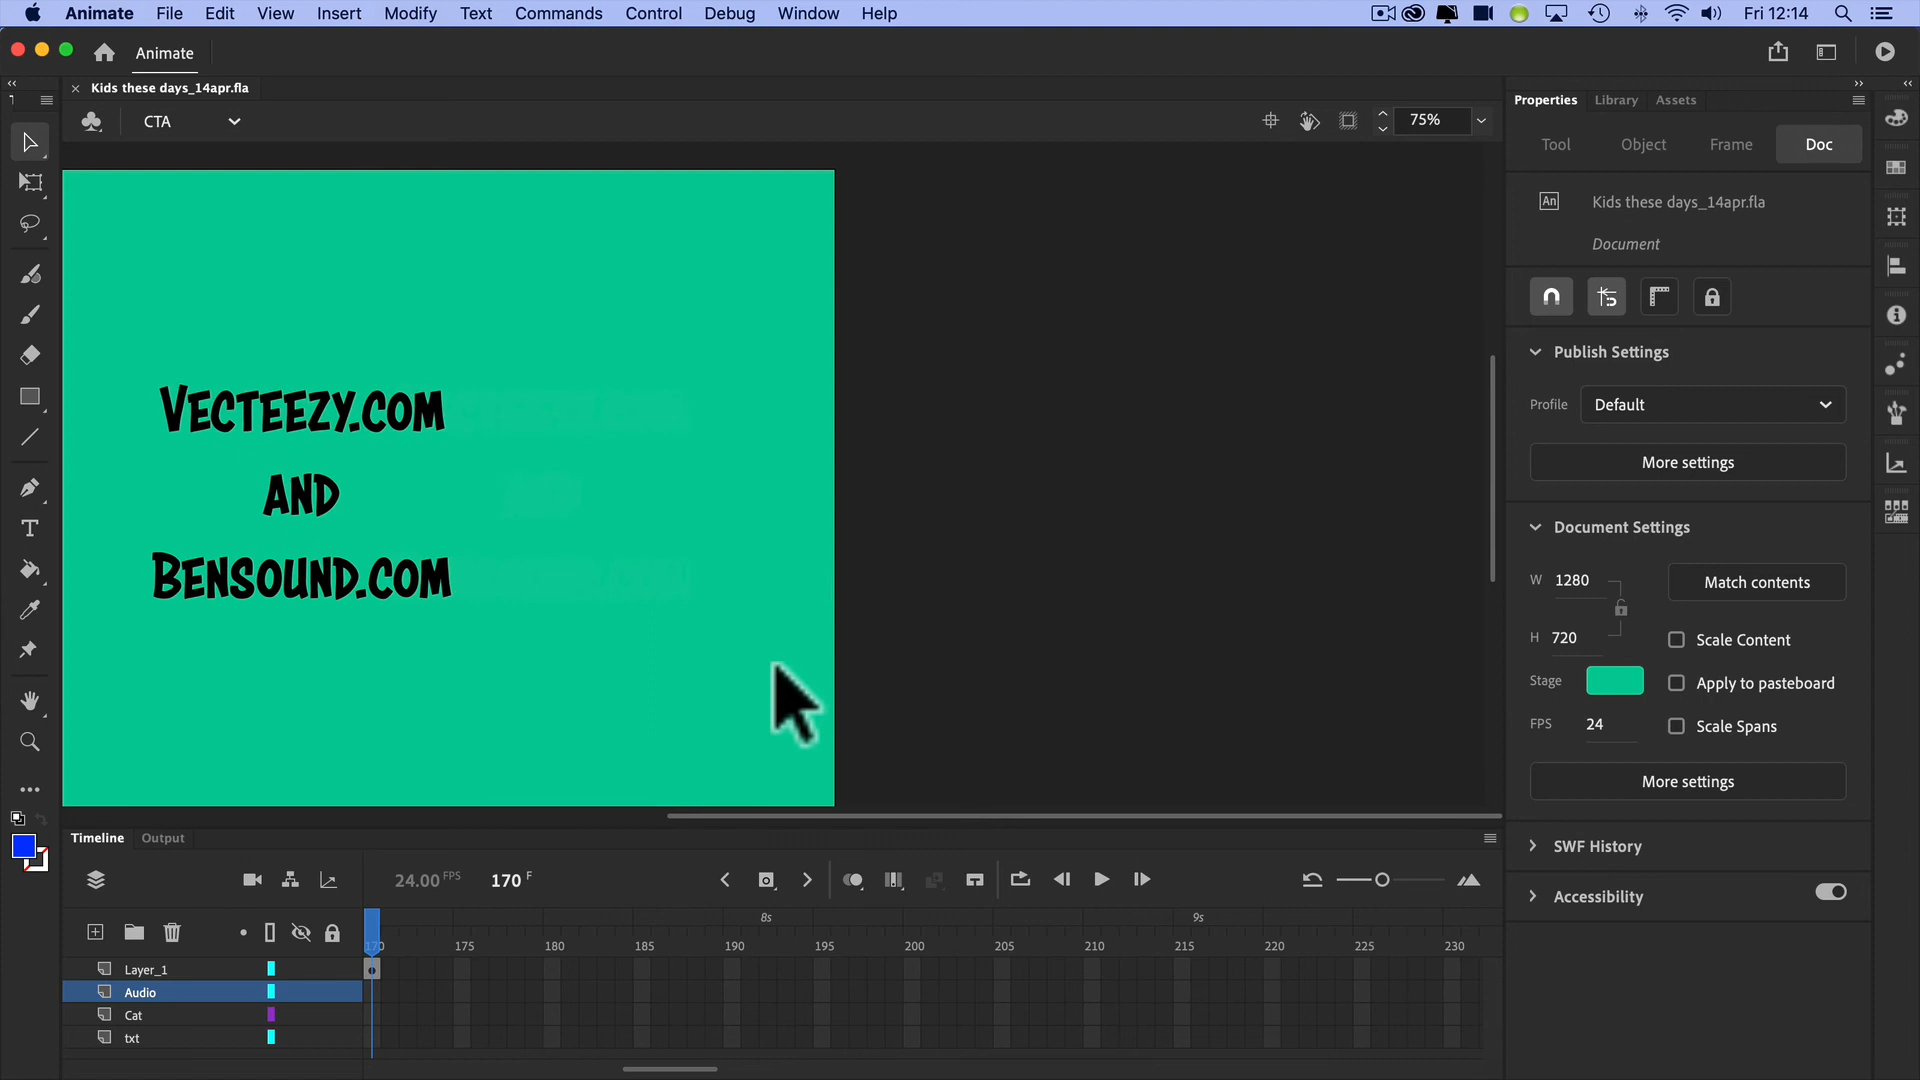 Animate File Edit View Insert Modify Text Commands Control Debug Window Help Fri 12:14
Animate
Kids these days_14apr.fla
CTA
75%
Properties Library Assets
Tool Object Frame Doc
An Kids these days_14apr.fla
Document
Publish Settings
Profile Default
More settings
Document Settings
W 1280
Match contents
H 720
Scale Content
Stage
Apply to pasteboard
FPS 24
Scale Spans
More settings
SWF History
Accessibility
Vecteezy.com
and
Bensound.com
Timeline Output
24.00 FPS 170 F
8s 9s
170 175 180 185 190 195 200 205 210 215 220 225 230
Layer_1
Audio
Cat
txt